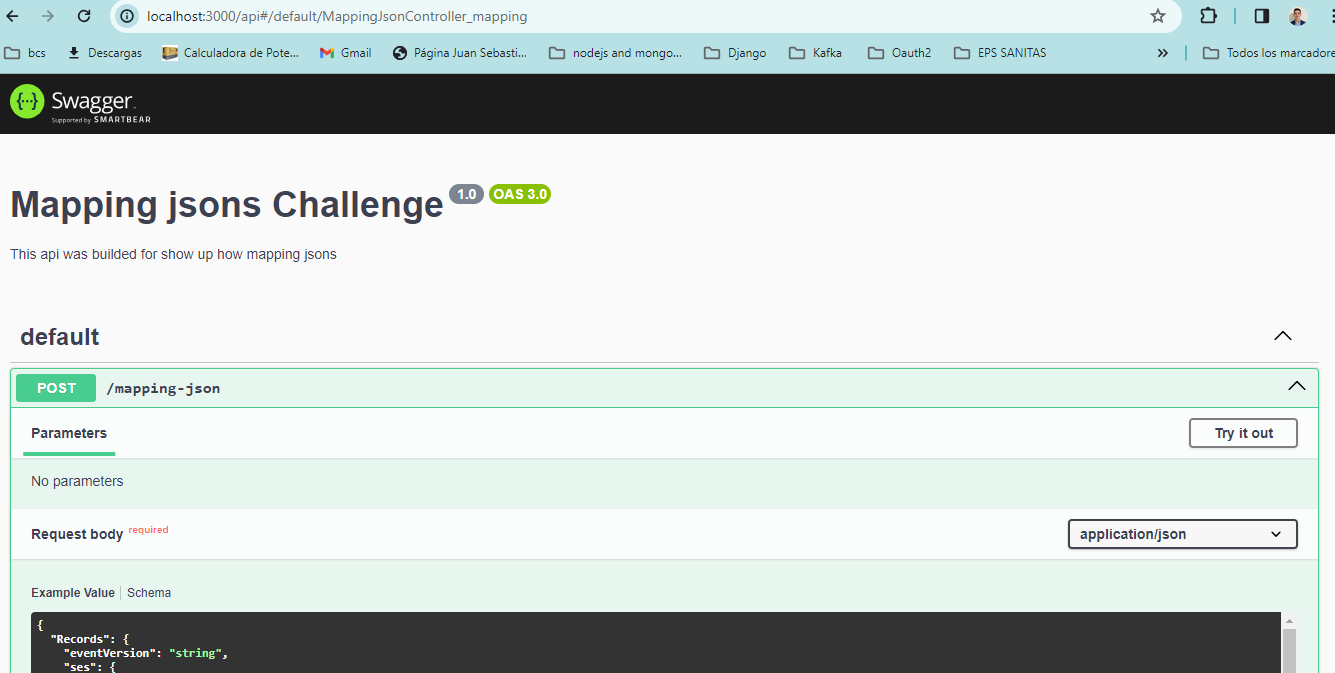 localhost:3000/api#/default/MappingJsonController_mapping
bcs Descargas Calculadora de Pote... Gmail Página Juan Sebasti... nodejs and mongo... Django Kafka Oauth2 EPS SANITAS » Todos los marcadore
{··} Swagger.
Supported by SMARTBEAR
Mapping jsons Challenge 1.0 OAS 3.0
This api was builded for show up how mapping jsons
default
POST /mapping-json
Parameters Try it out
No parameters
Request body required application/json
Example Value Schema
{
"Records": {
"eventVersion": "string",
"ses": {